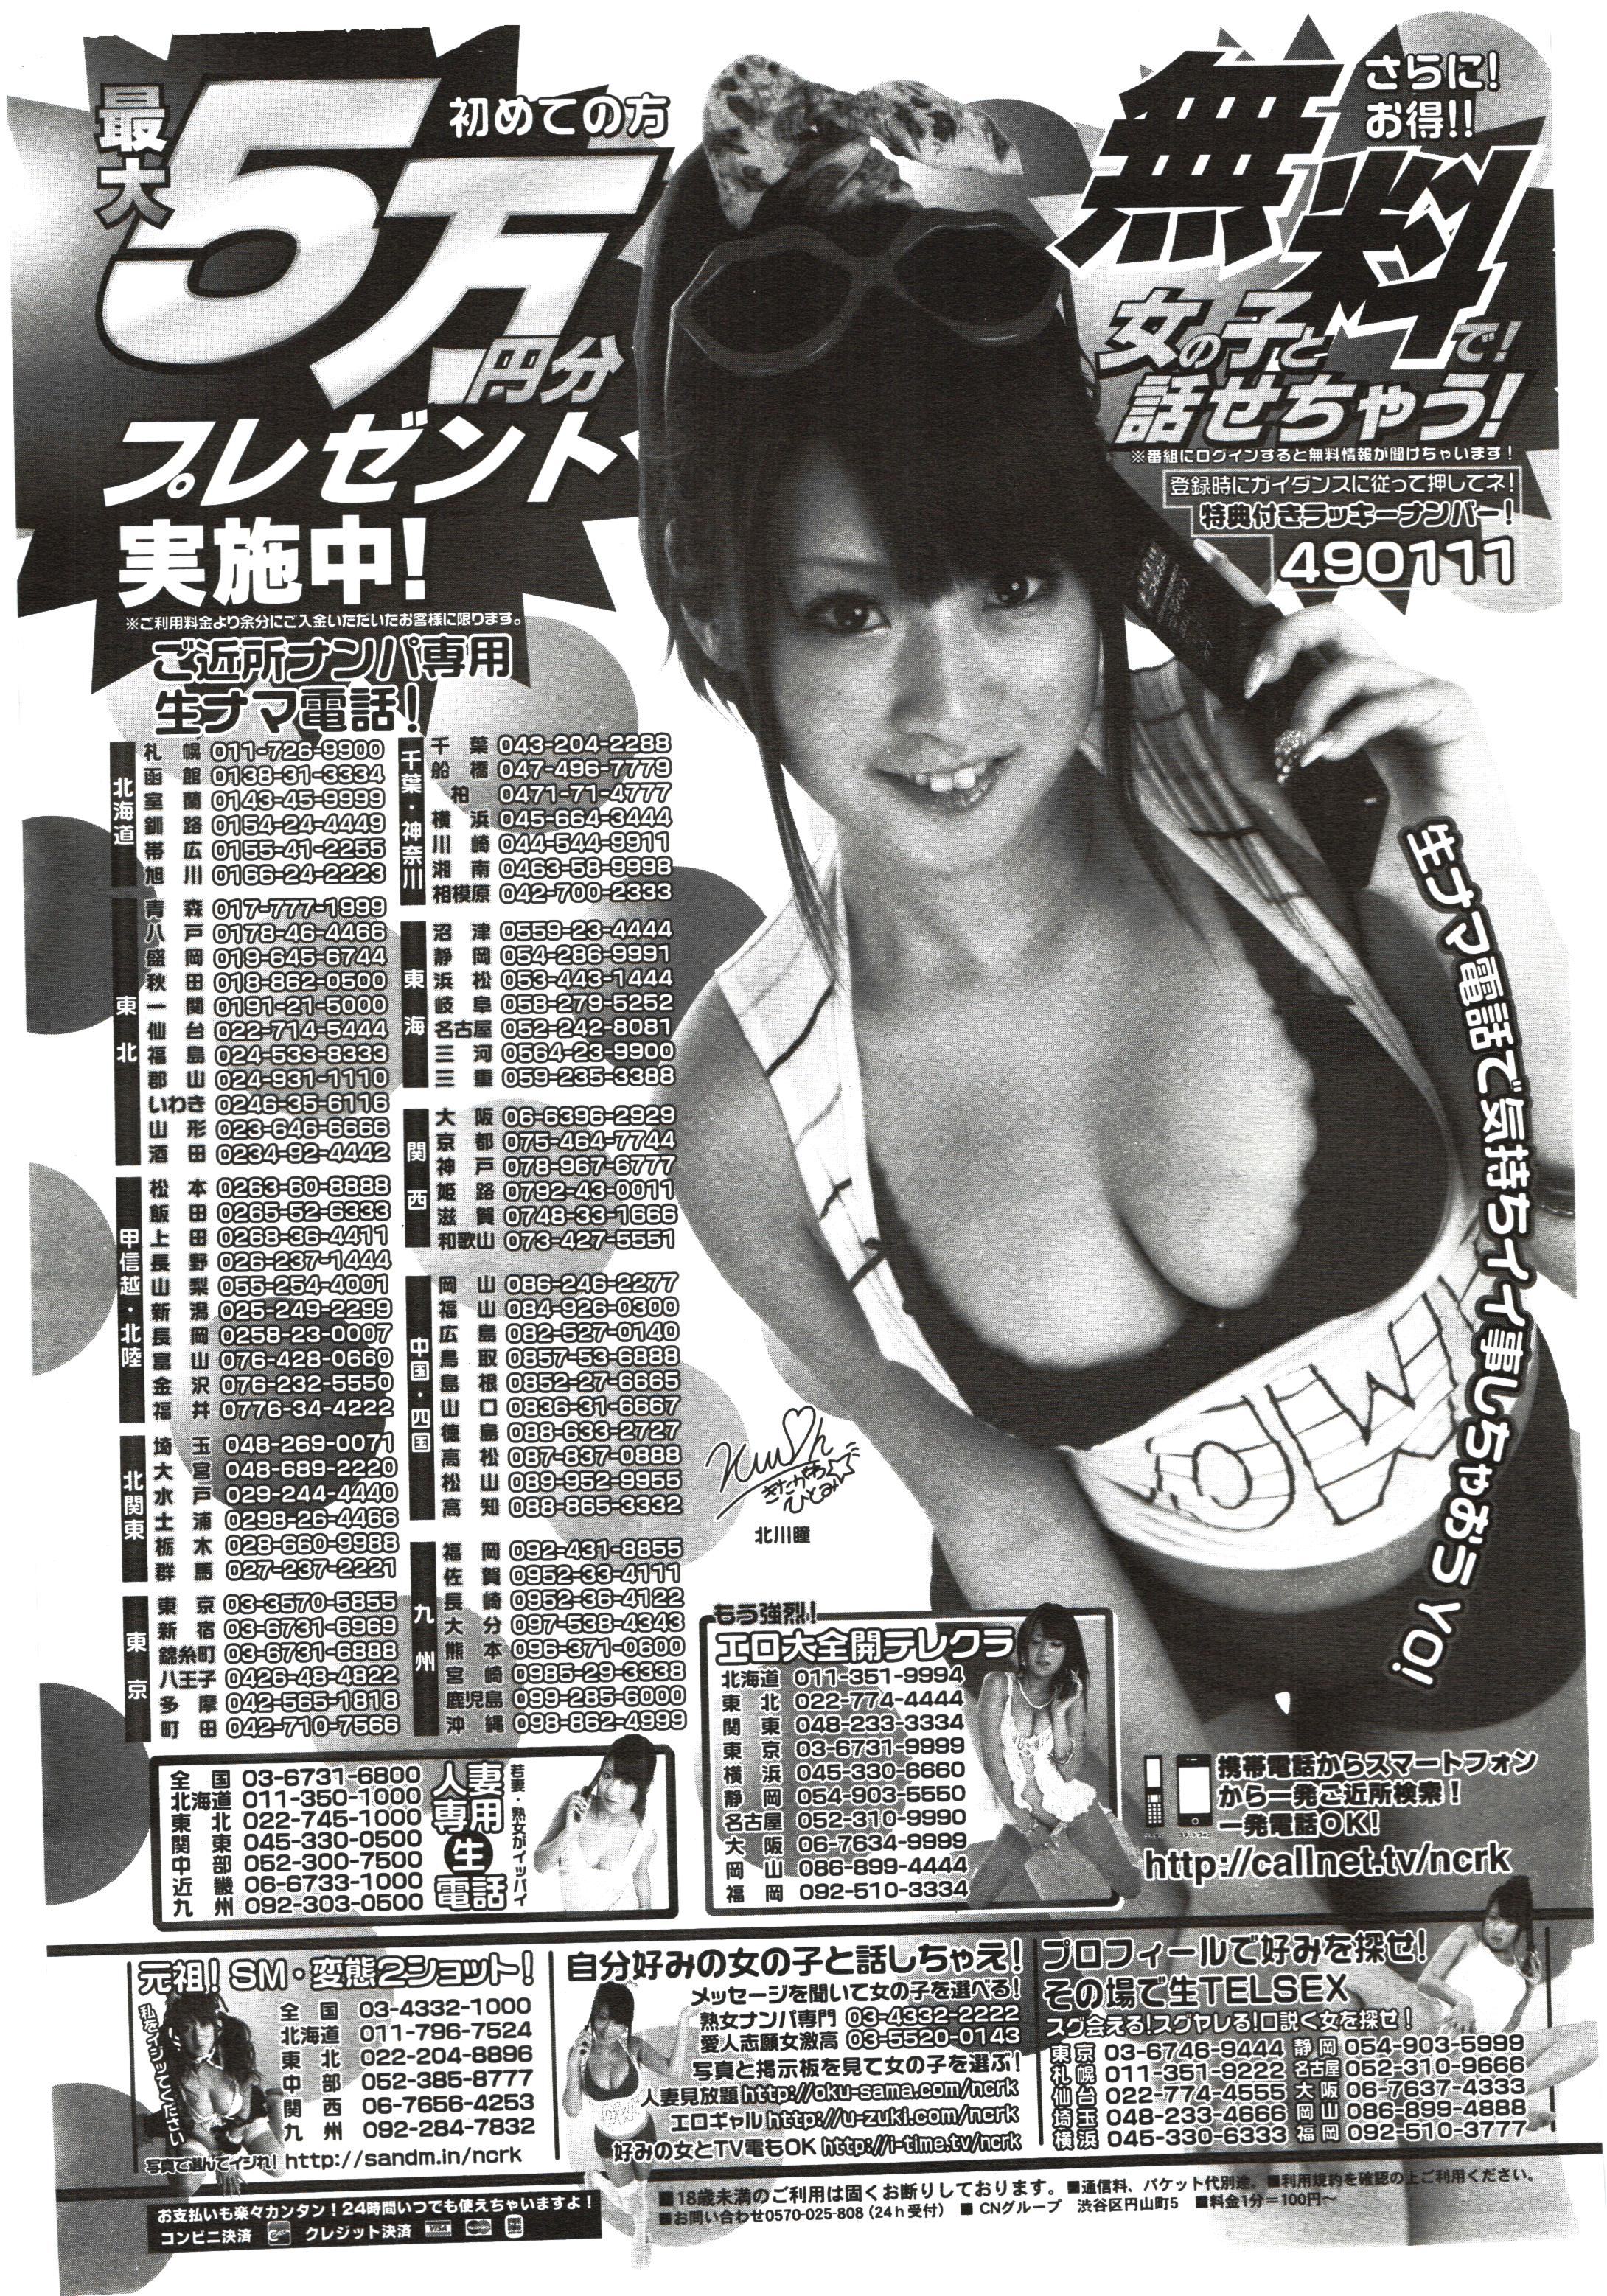 初めての方
最大
5万円分
プレゼント
実施中!
※ご利用料金より余分にご入金いただいたお客様に限ります。
さらに!
お得!!
無料で!
女の子と
話せちゃう!
※番組にログインすると無料情報が聞けちゃいます!
登録時にガイダンスに従って押してネ!
特典付きラッキーナンバー!
490111
ご近所ナンパ専用
生ナマ電話!
北海道
札幌 011-726-9900
函館 0138-31-3334
室蘭 0143-45-9999
釧路 0154-24-4449
帯広 0155-41-2255
旭川 0166-24-2223
東北
青森 017-777-1999
八戸 0178-46-4466
盛岡 019-645-6744
秋田 018-862-0500
一関 0191-21-5000
仙台 022-714-5444
福島 024-533-8333
郡山 024-931-1110
いわき 0246-35-6116
山形 023-646-6666
酒田 0234-92-4442
甲信越・北陸
松本 0263-60-8888
飯田 0265-52-6333
上田 0268-36-4411
長野 026-237-1444
山梨 055-254-4001
新潟 025-249-2299
長岡 0258-23-0007
富山 076-428-0660
金沢 076-232-5550
福井 0776-34-4222
北関東
埼玉 048-269-0071
大宮 048-689-2220
水戸 029-244-4440
土浦 0298-26-4466
栃木 028-660-9988
群馬 027-237-2221
東京
東京 03-3570-5855
新宿 03-6731-6969
錦糸町 03-6731-6888
八王子 0426-48-4822
多摩 042-565-1818
町田 042-710-7566
千葉・神奈川
千葉 043-204-2288
船橋 047-496-7779
柏 0471-71-4777
横浜 045-664-3444
川崎 044-544-9911
湘南 0463-58-9998
相模原 042-700-2333
東海
沼津 0559-23-4444
静岡 054-286-9991
浜松 053-443-1444
岐阜 058-279-5252
名古屋 052-242-8081
三河 0564-23-9900
三重 059-235-3388
関西
大阪 06-6396-2929
京都 075-464-7744
神戸 078-967-6777
姫路 0792-43-0011
滋賀 0748-33-1666
和歌山 073-427-5551
中国・四国
岡山 086-246-2277
福山 084-926-0300
広島 082-527-0140
鳥取 0857-53-6888
島根 0852-27-6665
山口 0836-31-6667
徳島 088-633-2727
高松 087-837-0888
松山 089-952-9955
高知 088-865-3332
九州
福岡 092-431-8855
佐賀 0952-33-4111
長崎 0952-36-4122
大分 097-538-4343
熊本 096-371-0600
宮崎 0985-29-3338
鹿児島 099-285-6000
沖縄 098-862-4999
生ナマ電話で気持ちイイ事しちゃおうYO!
きたがわ
ひとみ
北川瞳
もう強烈!
エロ大全開テレクラ
北海道 011-351-9994
東北 022-774-4444
関東 048-233-3334
東京 03-6731-9999
横浜 045-330-6660
静岡 054-903-5550
名古屋 052-310-9990
大阪 06-7634-9999
岡山 086-899-4444
福岡 092-510-3334
携帯電話からスマートフォン
から一発ご近所検索!
一発電話OK!
http://callnet.tv/ncrk
全国 03-6731-6800
北海道 011-350-1000
東北 022-745-1000
関東 045-330-0500
中部 052-300-7500
近畿 06-6733-1000
九州 092-303-0500
人妻
専用
生
電話
若妻・熟女がイッパイ
元祖!SM・変態2ショット!
私をイジッてください
全国 03-4332-1000
北海道 011-796-7524
東北 022-204-8896
中部 052-385-8777
関西 06-7656-4253
九州 092-284-7832
写真で選んでイジれ! http://sandm.in/ncrk
自分好みの女の子と話しちゃえ!
メッセージを聞いて女の子を選べる!
熟女ナンパ専門 03-4332-2222
愛人志願女激高 03-5520-0143
写真と掲示板を見て女の子を選ぶ!
人妻見放題 http://oku-sama.com/ncrk
エロギャル http://u-zuki.com/ncrk
好みの女とTV電もOK http://i-time.tv/ncrk
プロフィールで好みを探せ!
その場で生TELSEX
スグ会える!スグヤレる!口説く女を探せ!
東京 03-6746-9444
札幌 011-351-9222
仙台 022-774-4555
埼玉 048-233-4666
横浜 045-330-6333
静岡 054-903-5999
名古屋 052-310-9666
大阪 06-7637-4333
岡山 086-899-4888
福岡 092-510-3777
お支払いも楽々カンタン!24時間いつでも使えちゃいますよ!
コンビニ決済 クレジット決済 VISA
■18歳未満のご利用は固くお断りしております。■通信料、パケット代別途。■利用規約を確認の上ご利用ください。
■お問い合わせ0570-025-808(24h受付) ■CNグループ 渋谷区円山町5 ■料金1分=100円〜